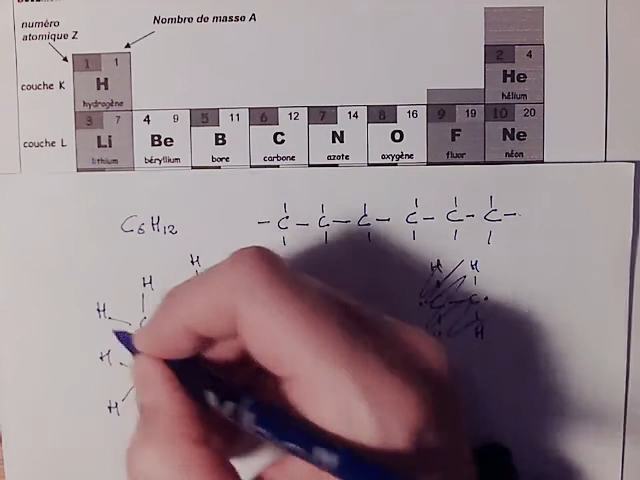 numéro Nombre de masse A
atomique Z
1 1 2 4
couche K H He
hydrogène hélium
3 7 4 9 5 11 6 12 7 14 8 16 9 19 10 20
couche L Li Be B C N O F Ne
lithium béryllium bore carbone azote oxygène fluor néon
C6H12 - C - C - C - C - C - C -
H H H
H
H C C
H
H H